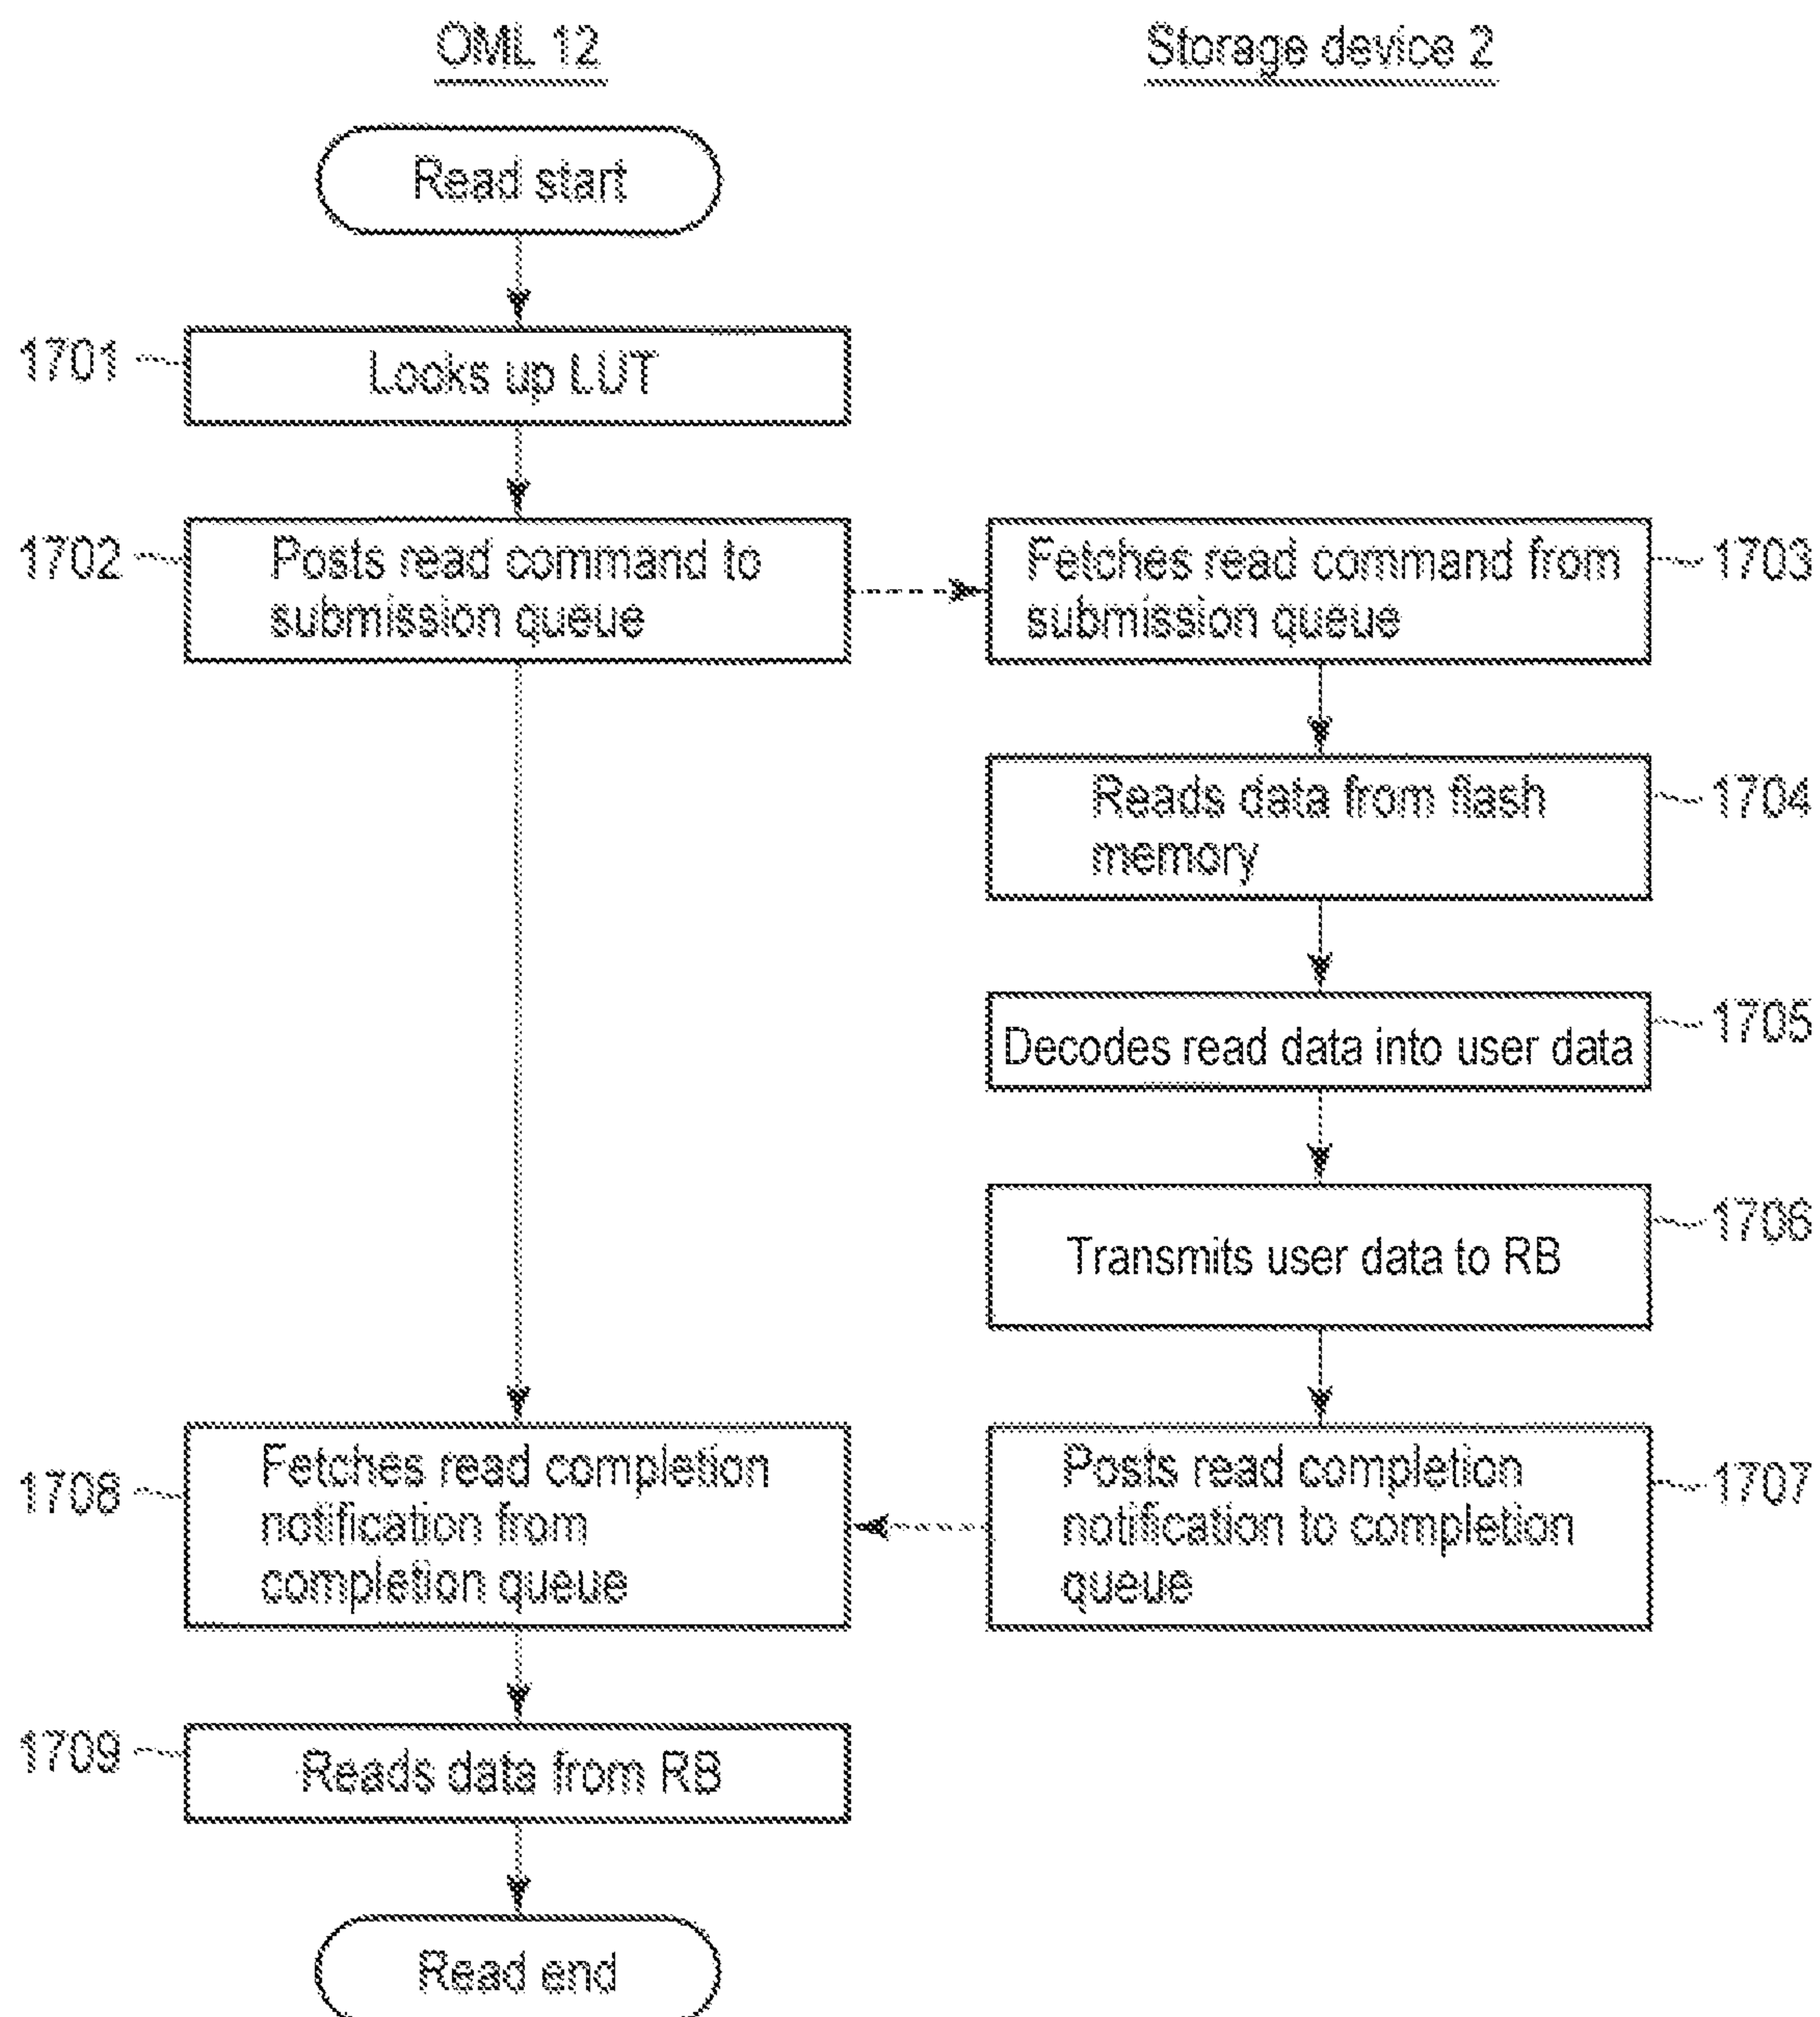 OML 12
Storage device 2
Read start
1701
Looks up LUT
1702
Posts read command to
submission queue
Fetches read command from
submission queue
1703
Reads data from flash
memory
1704
Decodes read data into user data
1705
Transmits user data to RB
1706
1708
Fetches read completion
notification from
completion queue
Posts read completion
notification to completion
queue
1707
1709
Reads data from RB
Read end